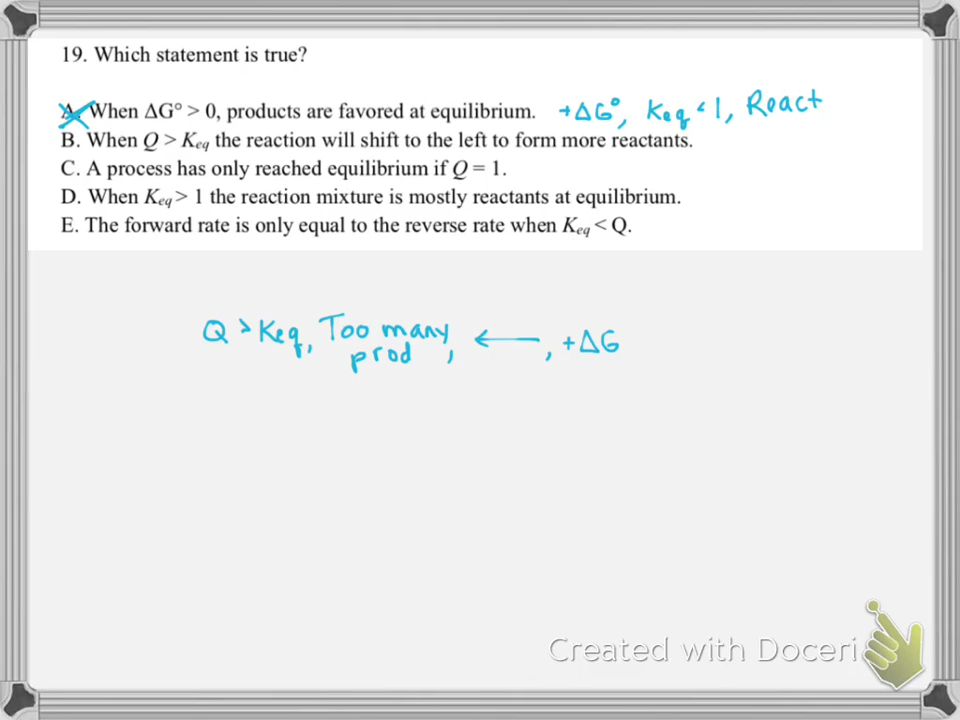 19. Which statement is true?
A. When ΔG° > 0, products are favored at equilibrium. +ΔG°, Keq < 1, React
B. When Q > Keq the reaction will shift to the left to form more reactants.
C. A process has only reached equilibrium if Q = 1.
D. When Keq > 1 the reaction mixture is mostly reactants at equilibrium.
E. The forward rate is only equal to the reverse rate when Keq < Q.
Q > Keq, Too many prod, ←, +ΔG
Created with Doceri